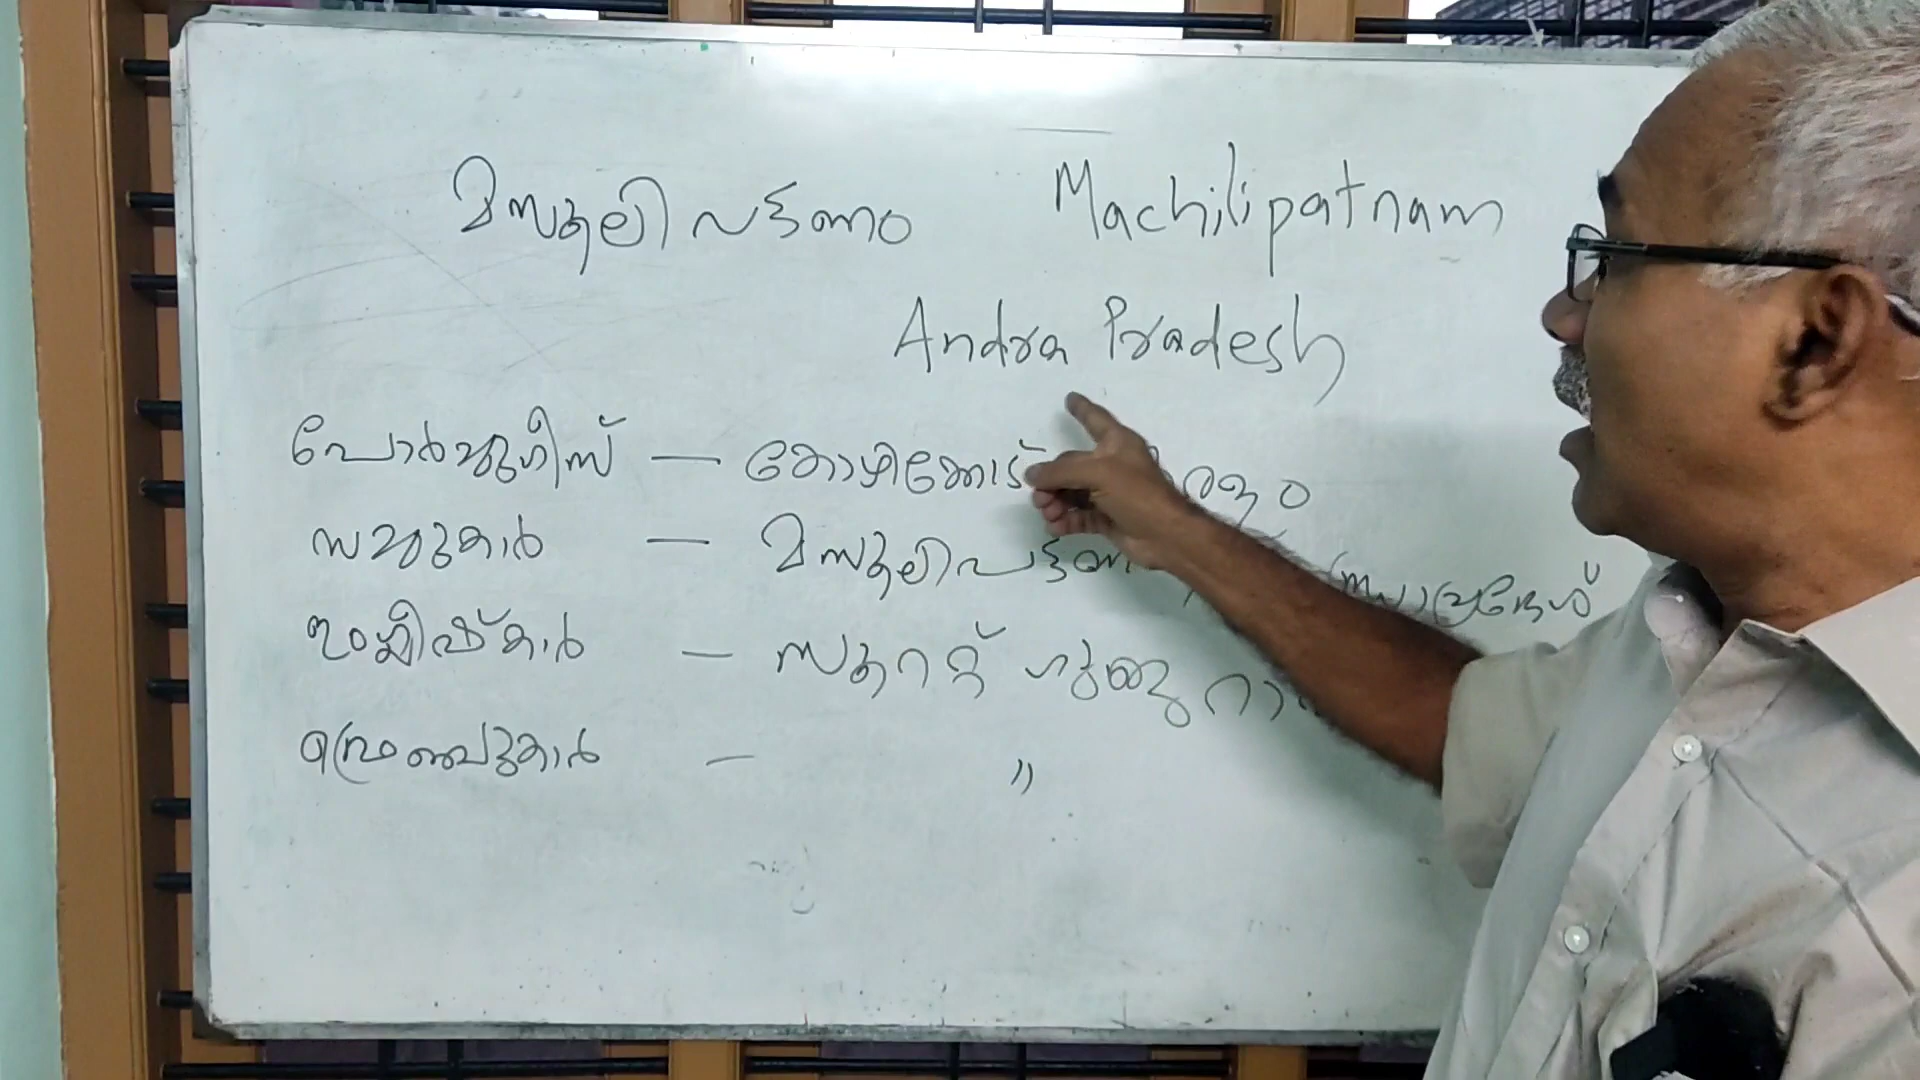 മസൂലിപട്ടണം Machilipatnam
Andra Pradesh
പോർച്ചുഗീസ് — കോഴിക്കോട്
ഡച്ചുകാർ — മസൂലിപട്ടണം
ഇംഗ്ലീഷ്കാർ — സൂററ്റ് ഗുജ
ഫ്രഞ്ചുകാർ — "